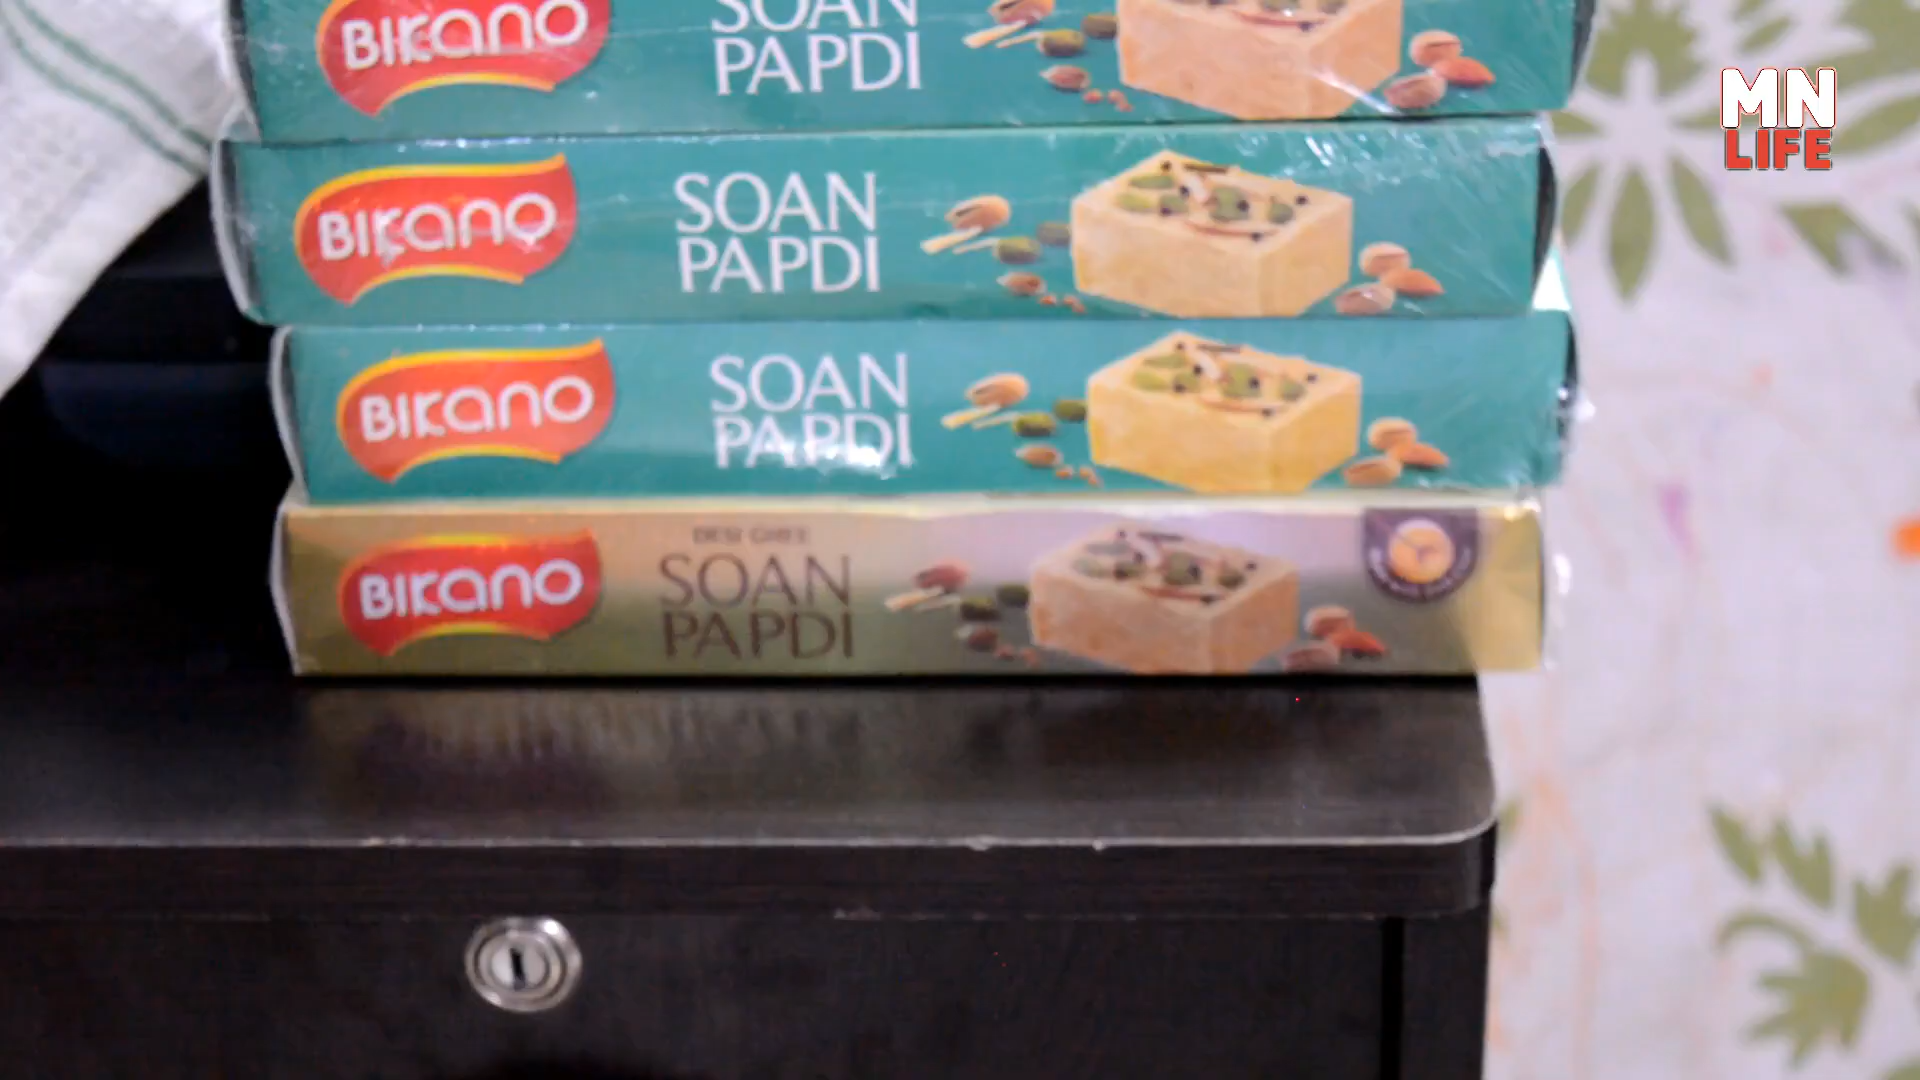 BIKANO
SOAN
PAPDI
MN
LIFE
BIKANO
SOAN
PAPDI
BIKANO
SOAN
PAPDI
BIKANO
DESI GHEE
SOAN
PAPDI